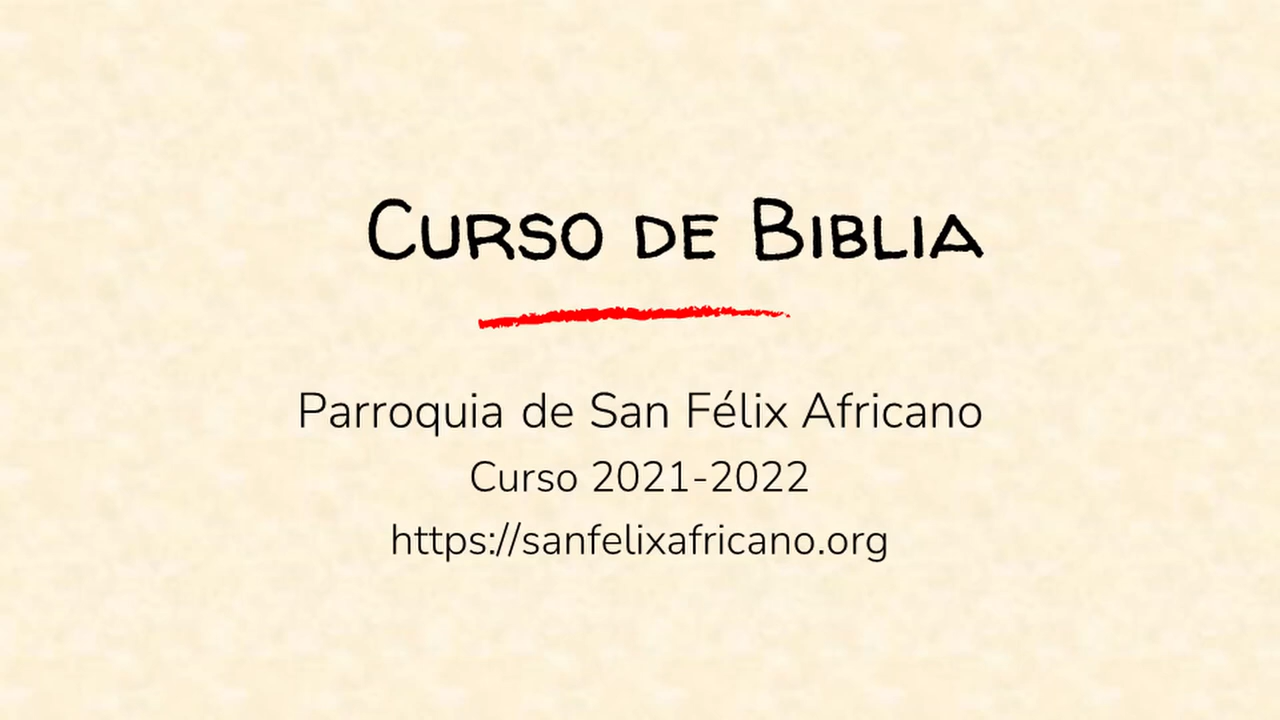 Curso de Biblia
Parroquia de San Félix Africano
Curso 2021-2022
https://sanfelixafricano.org